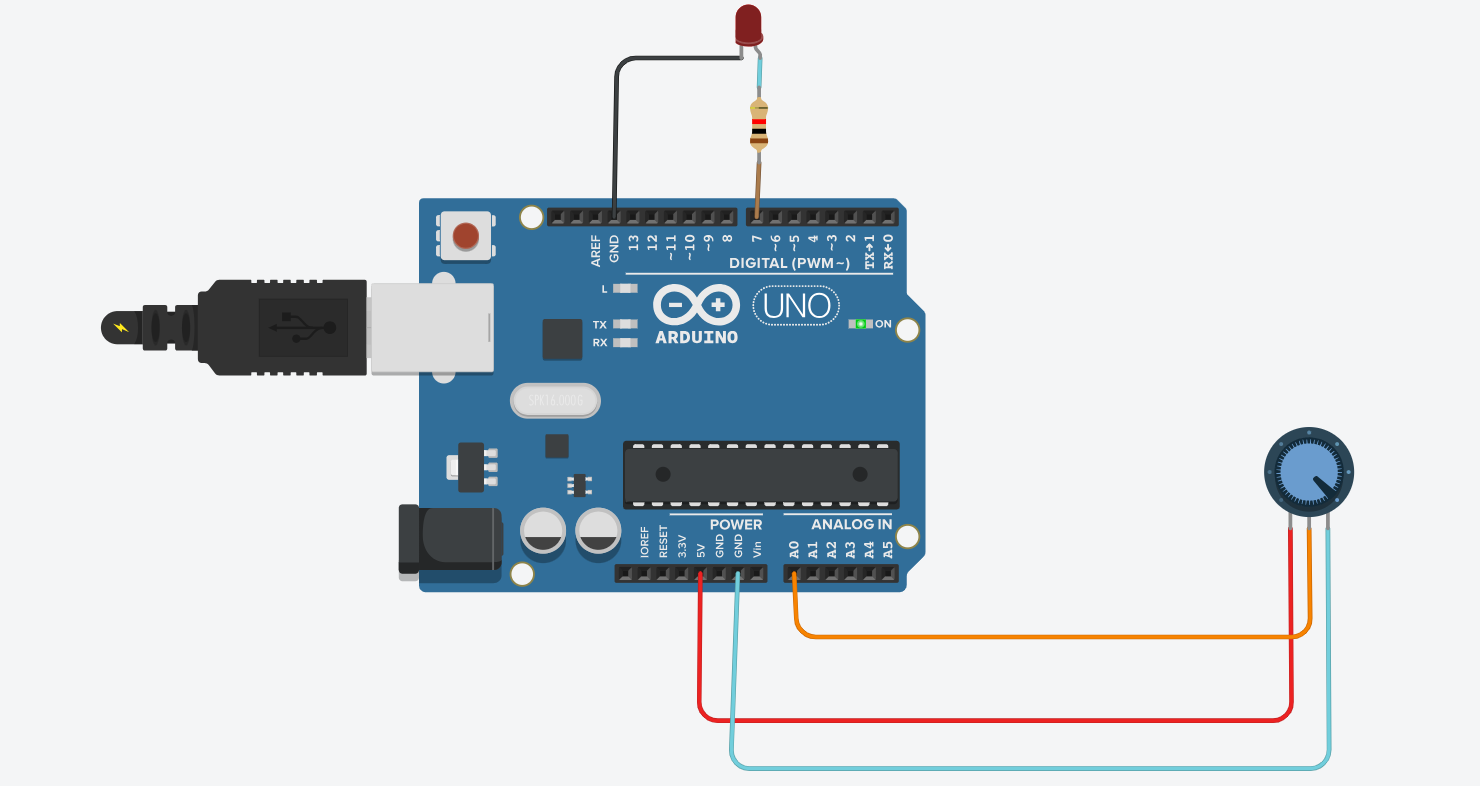 AREF
GND
13
12
~11
~10
~9
8
7
~6
~5
4
~3
2
TX→1
RX←0
DIGITAL (PWM~)
L
TX
RX
UNO
ARDUINO
ON
SPK16.000G
POWER
ANALOG IN
IOREF
RESET
3.3V
5V
GND
GND
Vin
A0
A1
A2
A3
A4
A5